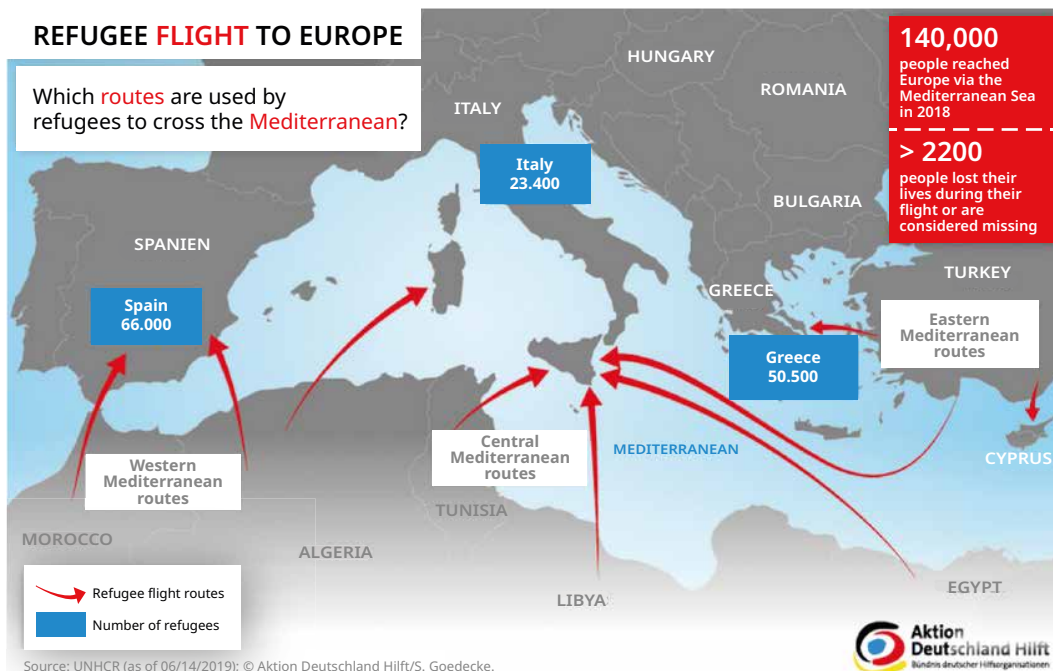 REFUGEE FLIGHT TO EUROPE
Which routes are used by
refugees to cross the Mediterranean?
140,000
people reached
Europe via the
Mediterranean Sea
in 2018
> 2200
people lost their
lives during their
flight or are
considered missing
HUNGARY
ROMANIA
ITALY
Italy
23.400
BULGARIA
SPANIEN
TURKEY
GREECE
Spain
66.000
Eastern
Mediterranean
routes
Greece
50.500
Central
Mediterranean
routes
MEDITERRANEAN
CYPRUS
Western
Mediterranean
routes
TUNISIA
MOROCCO
ALGERIA
EGYPT
LIBYA
Refugee flight routes
Number of refugees
Aktion
Deutschland Hilft
Bündnis deutscher Hilfsorganisationen
Source: UNHCR (as of 06/14/2019); © Aktion Deutschland Hilft/S. Goedecke.